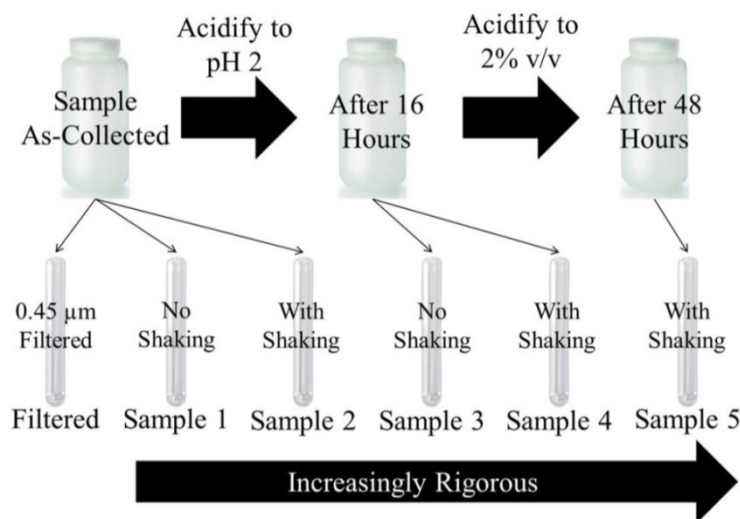 Acidify to
pH 2
Acidify to
2% v/v
Sample
As-Collected
After 16
Hours
After 48
Hours
0.45 µm
Filtered
No
Shaking
With
Shaking
No
Shaking
With
Shaking
With
Shaking
Filtered
Sample 1
Sample 2
Sample 3
Sample 4
Sample 5
Increasingly Rigorous